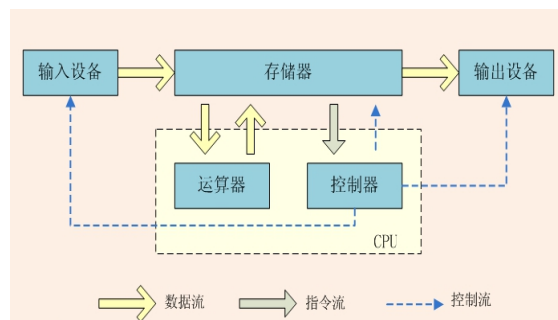 输入设备
存储器
输出设备
运算器
控制器
CPU
数据流
指令流
控制流